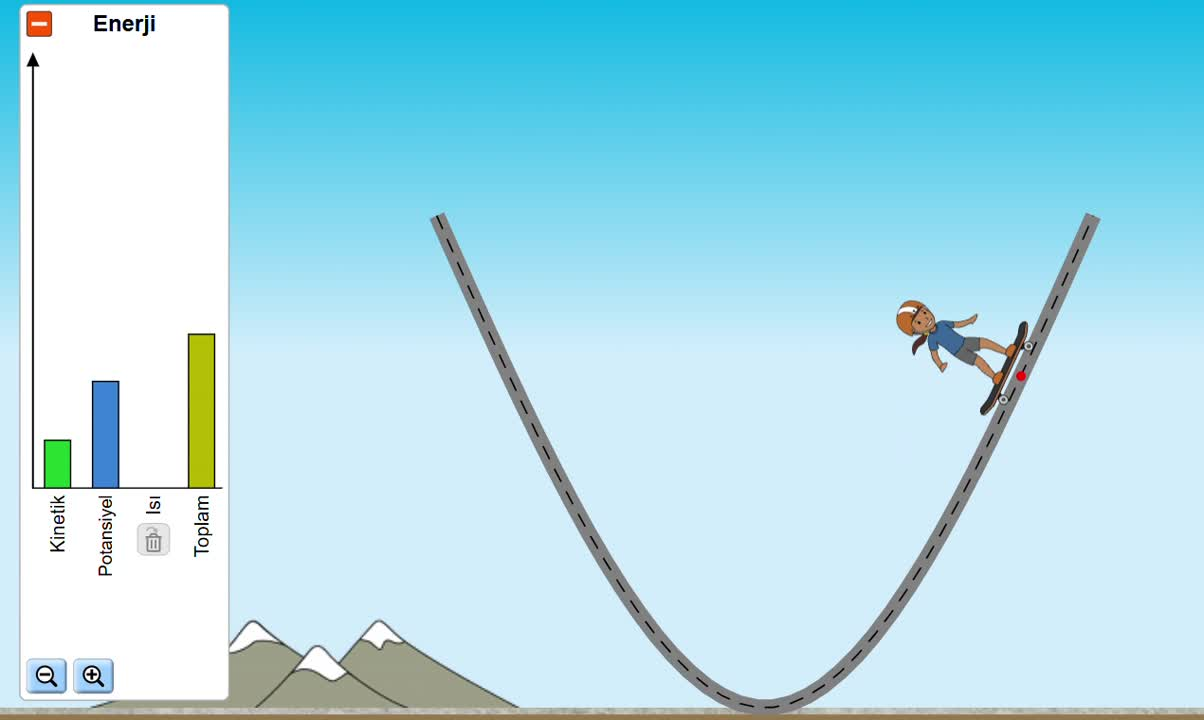 Enerji
Kinetik
Potansiyel
Isı
Toplam